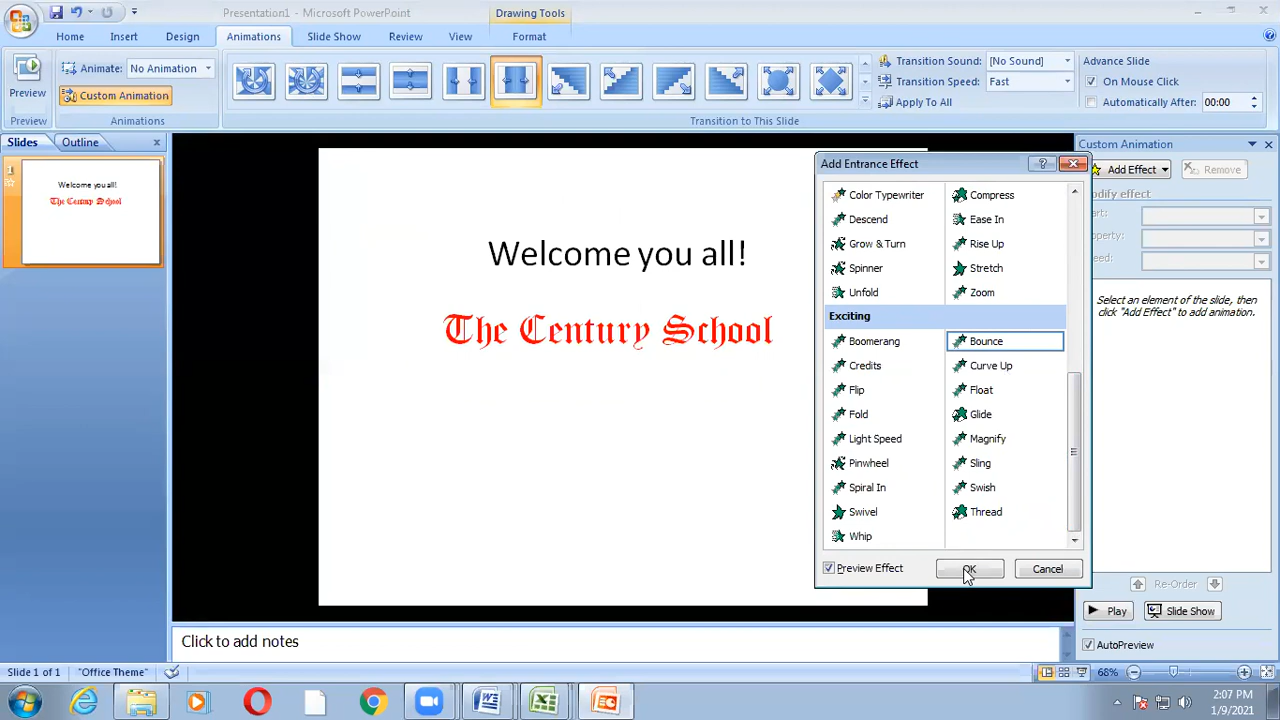 Presentation1 - Microsoft PowerPoint
Drawing Tools
Home Insert Design Animations Slide Show Review View Format
Preview
Animate: No Animation
Custom Animation
Preview
Animations
Transition Sound: [No Sound]
Transition Speed: Fast
Apply To All
Transition to This Slide
Advance Slide
On Mouse Click
Automatically After: 00:00
Slides Outline
1
Welcome you all!
The Century School
Welcome you all!
The Century School
Add Entrance Effect
Color Typewriter Compress
Descend Ease In
Grow & Turn Rise Up
Spinner Stretch
Unfold Zoom
Exciting
Boomerang Bounce
Credits Curve Up
Flip Float
Fold Glide
Light Speed Magnify
Pinwheel Sling
Spiral In Swish
Swivel Thread
Whip
Preview Effect OK Cancel
Custom Animation
Add Effect Remove
odify effect
tart:
roperty:
eed:
Select an element of the slide, then
click "Add Effect" to add animation.
Re-Order
Play Slide Show
AutoPreview
Click to add notes
Slide 1 of 1 "Office Theme" 68%
2:07 PM
1/9/2021